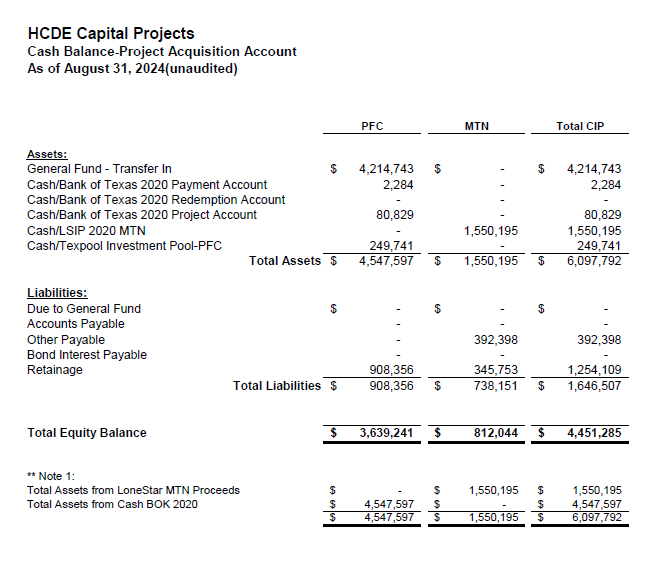 HCDE Capital Projects
Cash Balance-Project Acquisition Account
As of August 31, 2024(unaudited)
PFC MTN Total CIP
Assets:
General Fund - Transfer In $ 4,214,743 $ - $ 4,214,743
Cash/Bank of Texas 2020 Payment Account 2,284 - 2,284
Cash/Bank of Texas 2020 Redemption Account - - -
Cash/Bank of Texas 2020 Project Account 80,829 - 80,829
Cash/LSIP 2020 MTN - 1,550,195 1,550,195
Cash/Texpool Investment Pool-PFC 249,741 - 249,741
Total Assets $ 4,547,597 $ 1,550,195 $ 6,097,792
Liabilities:
Due to General Fund $ - $ - $ -
Accounts Payable - - -
Other Payable - 392,398 392,398
Bond Interest Payable - - -
Retainage 908,356 345,753 1,254,109
Total Liabilities $ 908,356 $ 738,151 $ 1,646,507
Total Equity Balance $ 3,639,241 $ 812,044 $ 4,451,285
** Note 1:
Total Assets from LoneStar MTN Proceeds $ - $ 1,550,195 $ 1,550,195
Total Assets from Cash BOK 2020 $ 4,547,597 $ - $ 4,547,597
$ 4,547,597 $ 1,550,195 $ 6,097,792